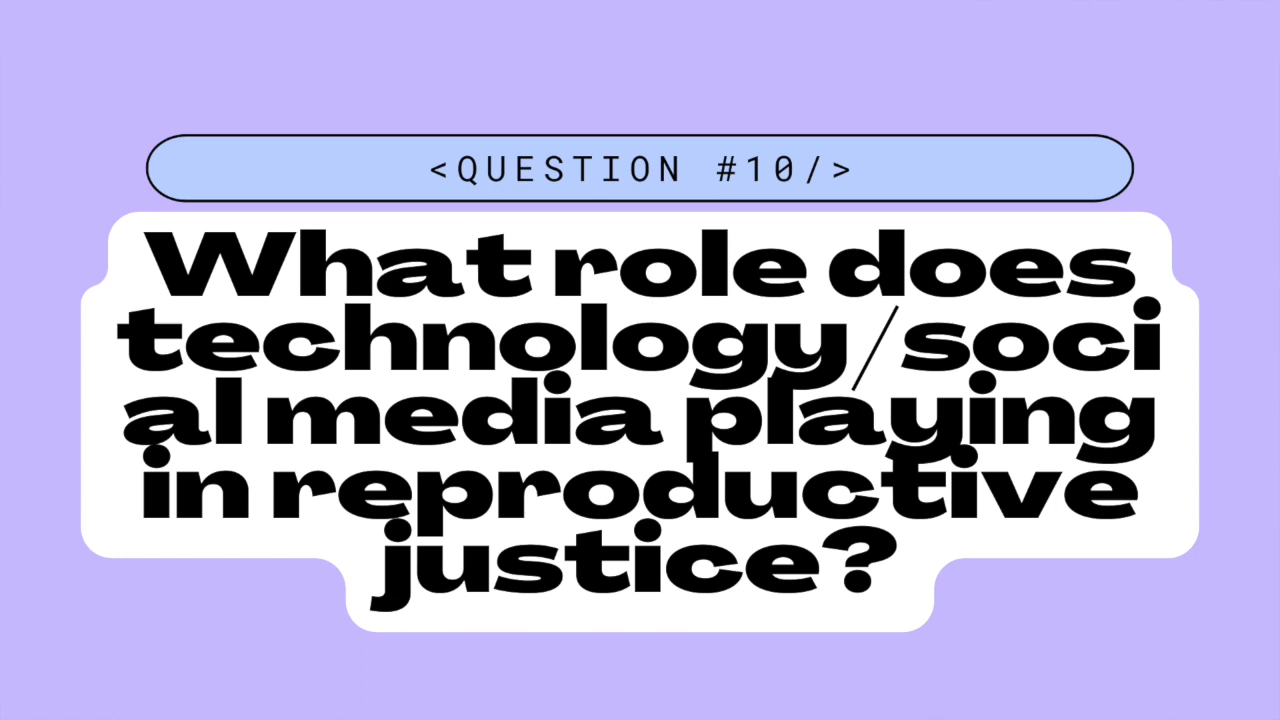 <QUESTION #10/>
What role does
technology/soci
al media playing
in reproductive
justice?